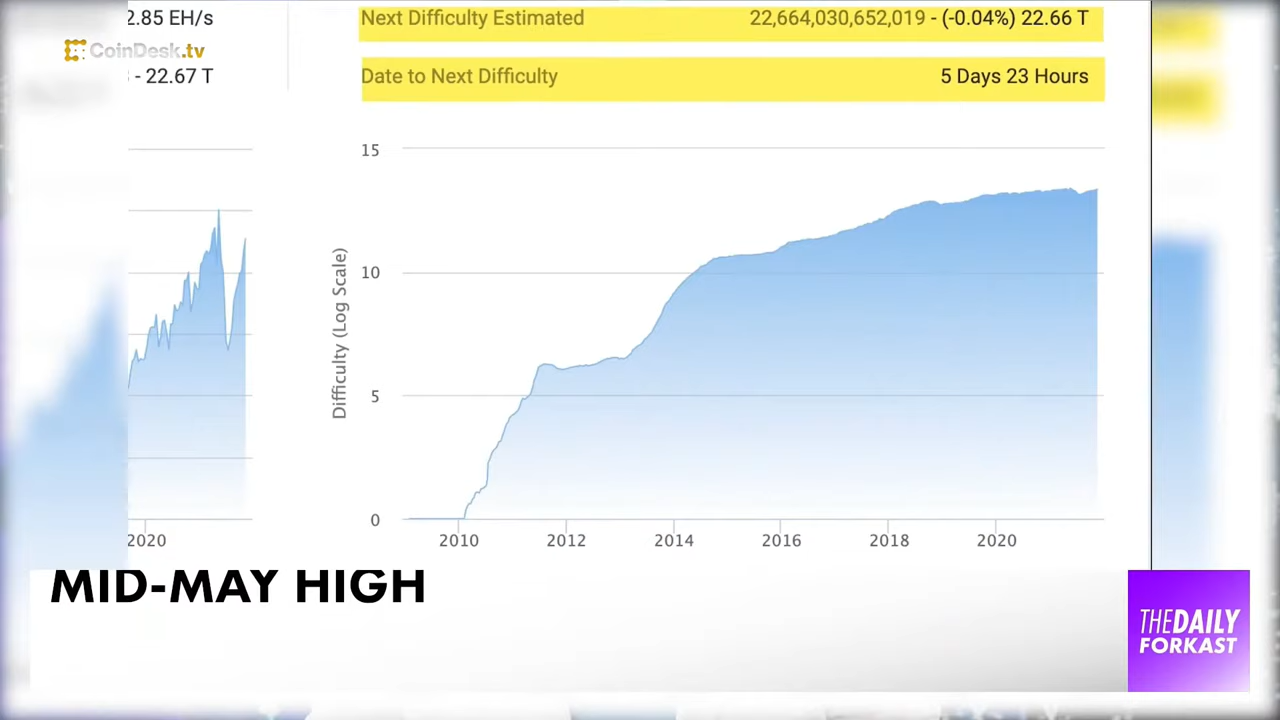 2.85 EH/s
CoinDesk.tv
- 22.67 T
Next Difficulty Estimated 22,664,030,652,019 - (-0.04%) 22.66 T
Date to Next Difficulty 5 Days 23 Hours
15
10
5
0
Difficulty (Log Scale)
2020
2010 2012 2014 2016 2018 2020
MID-MAY HIGH
THE DAILY
FORKAST